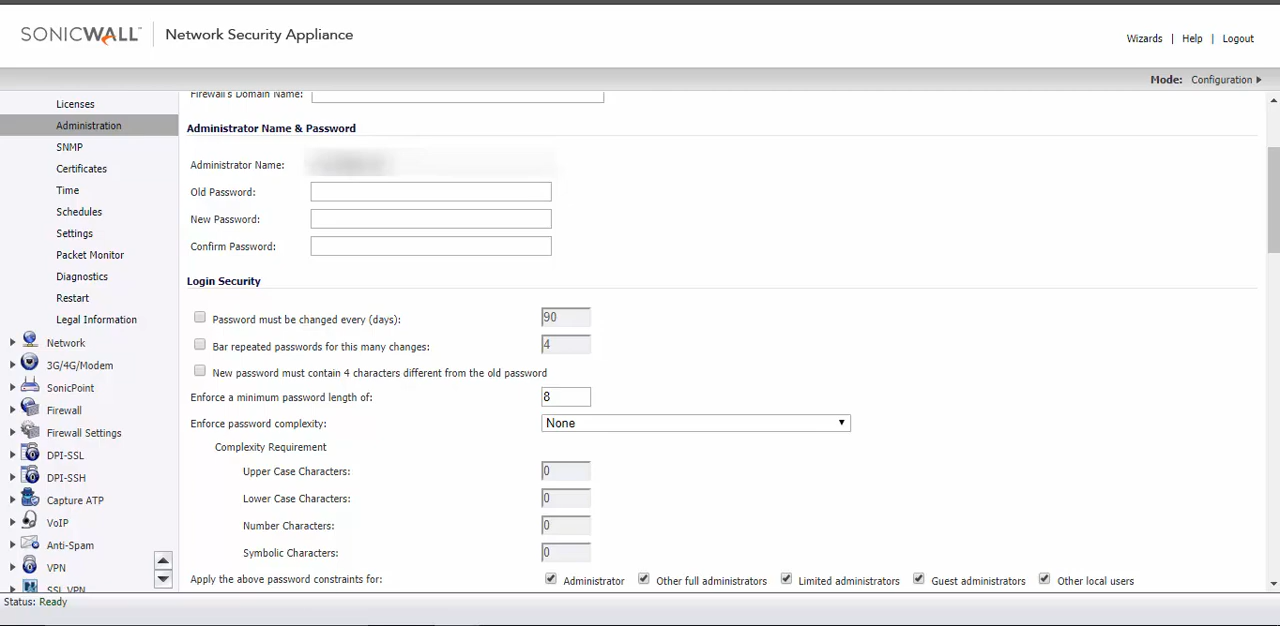 SONICWALL Network Security Appliance
Wizards | Help | Logout
Mode: Configuration
Licenses
Administration
SNMP
Certificates
Time
Schedules
Settings
Packet Monitor
Diagnostics
Restart
Legal Information
Network
3G/4G/Modem
SonicPoint
Firewall
Firewall Settings
DPI-SSL
DPI-SSH
Capture ATP
VoIP
Anti-Spam
VPN
SSL VPN
Firewall's Domain Name:
Administrator Name & Password
Administrator Name:
Old Password:
New Password:
Confirm Password:
Login Security
Password must be changed every (days): 90
Bar repeated passwords for this many changes: 4
New password must contain 4 characters different from the old password
Enforce a minimum password length of: 8
Enforce password complexity: None
Complexity Requirement
Upper Case Characters: 0
Lower Case Characters: 0
Number Characters: 0
Symbolic Characters: 0
Apply the above password constraints for: Administrator Other full administrators Limited administrators Guest administrators Other local users
Status: Ready